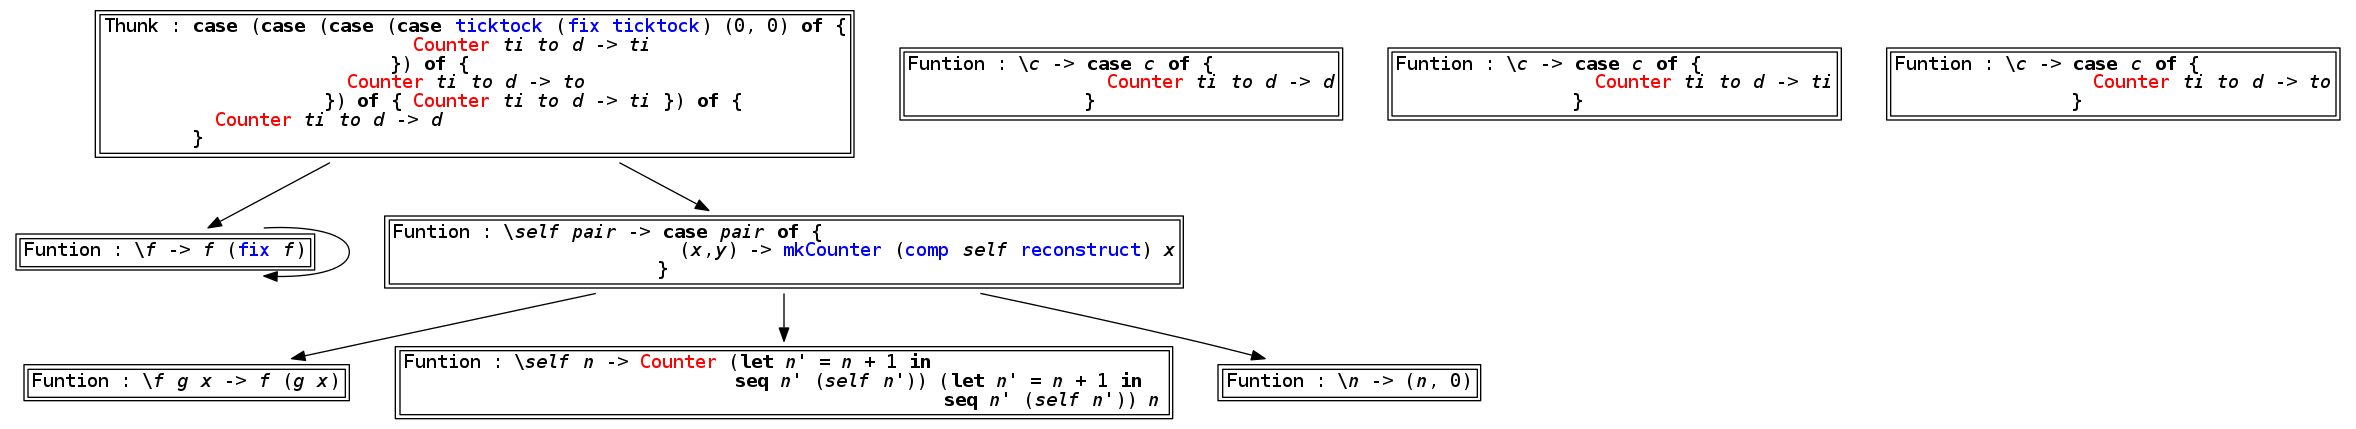 Thunk : case (case (case (case ticktock (fix ticktock) (0, 0) of {
Counter ti to d -> ti
}) of {
Counter ti to d -> to
}) of { Counter ti to d -> ti }) of {
Counter ti to d -> d
}
Funtion : \c -> case c of {
Counter ti to d -> d
}
Funtion : \c -> case c of {
Counter ti to d -> ti
}
Funtion : \c -> case c of {
Counter ti to d -> to
}
Funtion : \f -> f (fix f)
Funtion : \self pair -> case pair of {
(x,y) -> mkCounter (comp self reconstruct) x
}
Funtion : \f g x -> f (g x)
Funtion : \self n -> Counter (let n' = n + 1 in
seq n' (self n')) (let n' = n + 1 in
seq n' (self n')) n
Funtion : \n -> (n, 0)